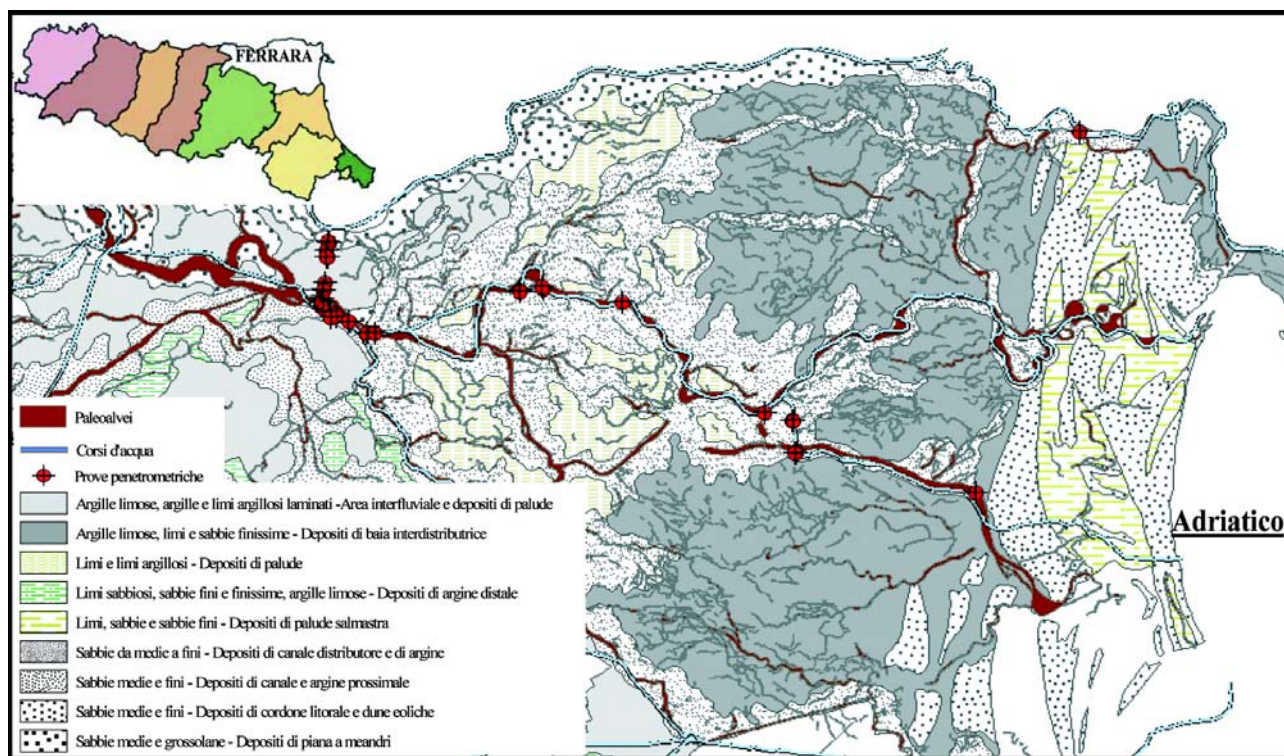 FERRARA
Paleoalvei
Corsi d'acqua
Prove penetrometriche
Argille limose, argille e limi argillosi laminati -Area interfluviale e depositi di palude
Argille limose, limi e sabbie finissime - Depositi di baia interdistributrice
Limi e limi argillosi - Depositi di palude
Limi sabbiosi, sabbie fini e finissime, argille limose - Depositi di argine distale
Limi, sabbie e sabbie fini - Depositi di palude salmastra
Sabbie da medie a fini - Depositi di canale distributore e di argine
Sabbie medie e fini - Depositi di canale e argine prossimale
Sabbie medie e fini - Depositi di cordone litorale e dune eoliche
Sabbie medie e grossolane - Depositi di piana a meandri
Adriatico